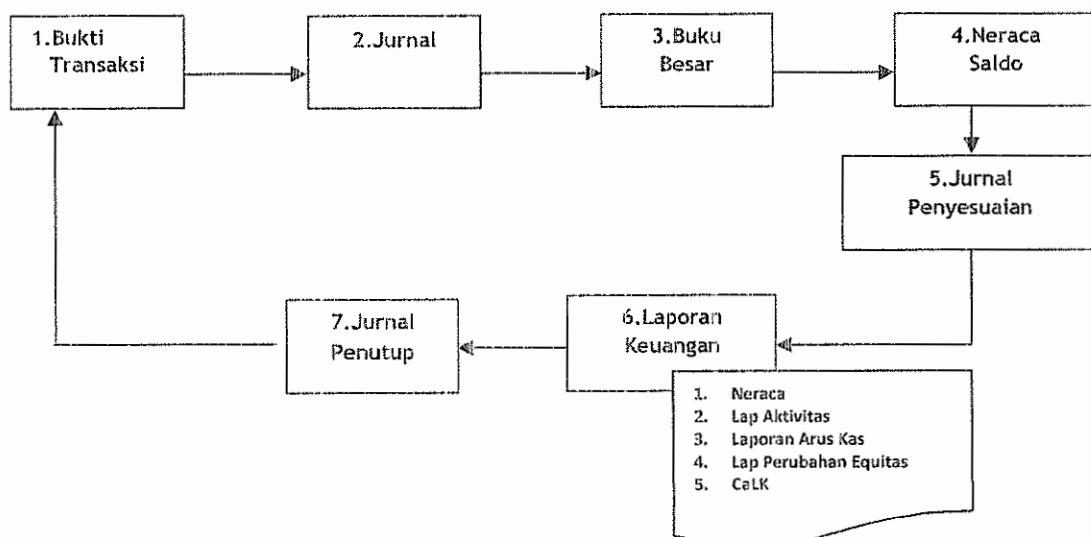 1.Bukti
Transaksi
2.Jurnal
3.Buku
Besar
4.Neraca
Saldo
5.Jurnal
Penyesuaian
6.Laporan
Keuangan
7.Jurnal
Penutup
1. Neraca
2. Lap Aktivitas
3. Laporan Arus Kas
4. Lap Perubahan Equitas
5. CaLK